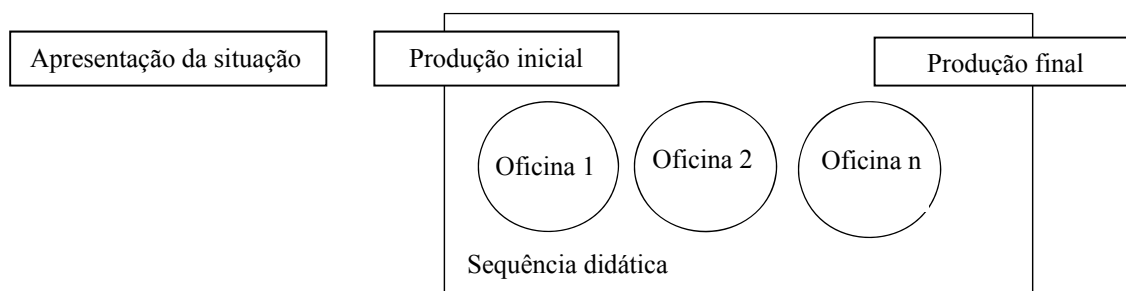 Apresentação da situação
Produção inicial
Produção final
Oficina 1
Oficina 2
Oficina n
Sequência didática